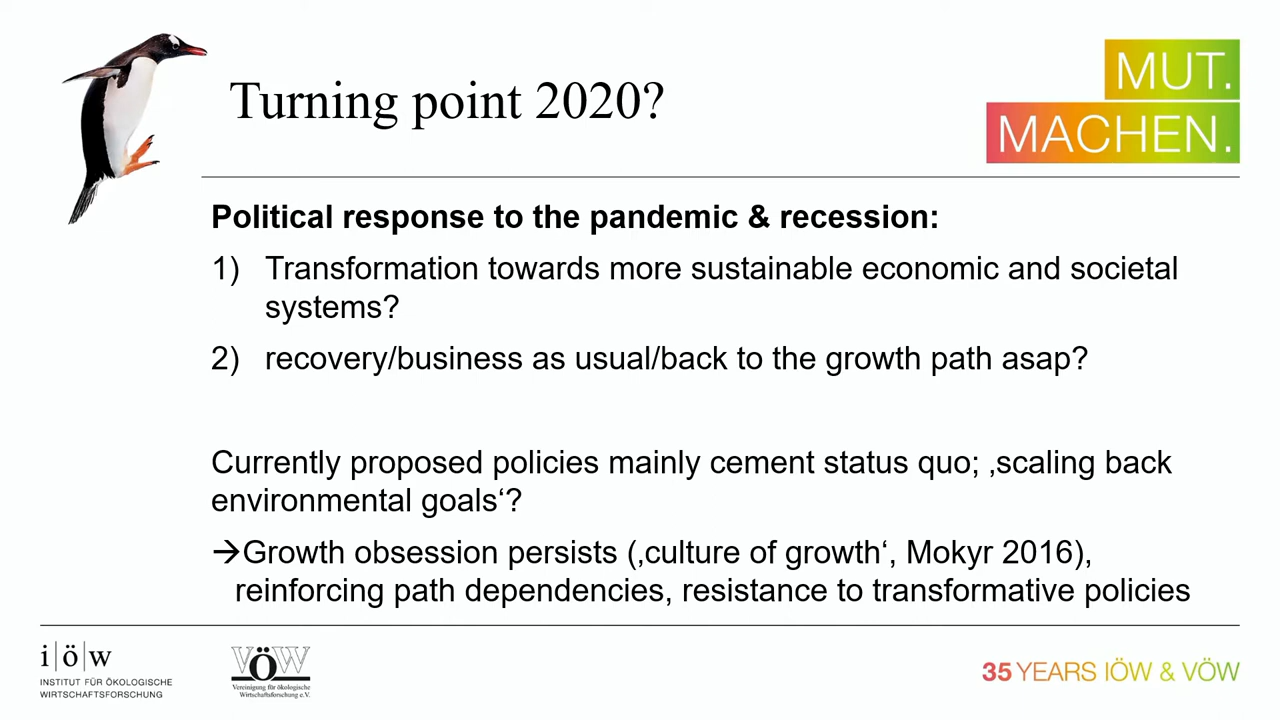 Turning point 2020?
MUT.
MACHEN.
Political response to the pandemic & recession:
1) Transformation towards more sustainable economic and societal
systems?
2) recovery/business as usual/back to the growth path asap?
Currently proposed policies mainly cement status quo; ‚scaling back
environmental goals‘?
→Growth obsession persists (‚culture of growth‘, Mokyr 2016),
reinforcing path dependencies, resistance to transformative policies
i|ö|w
INSTITUT FÜR ÖKOLOGISCHE
WIRTSCHAFTSFORSCHUNG
VÖW
Vereinigung für ökologische
Wirtschaftsforschung e.V.
35 YEARS IÖW & VÖW